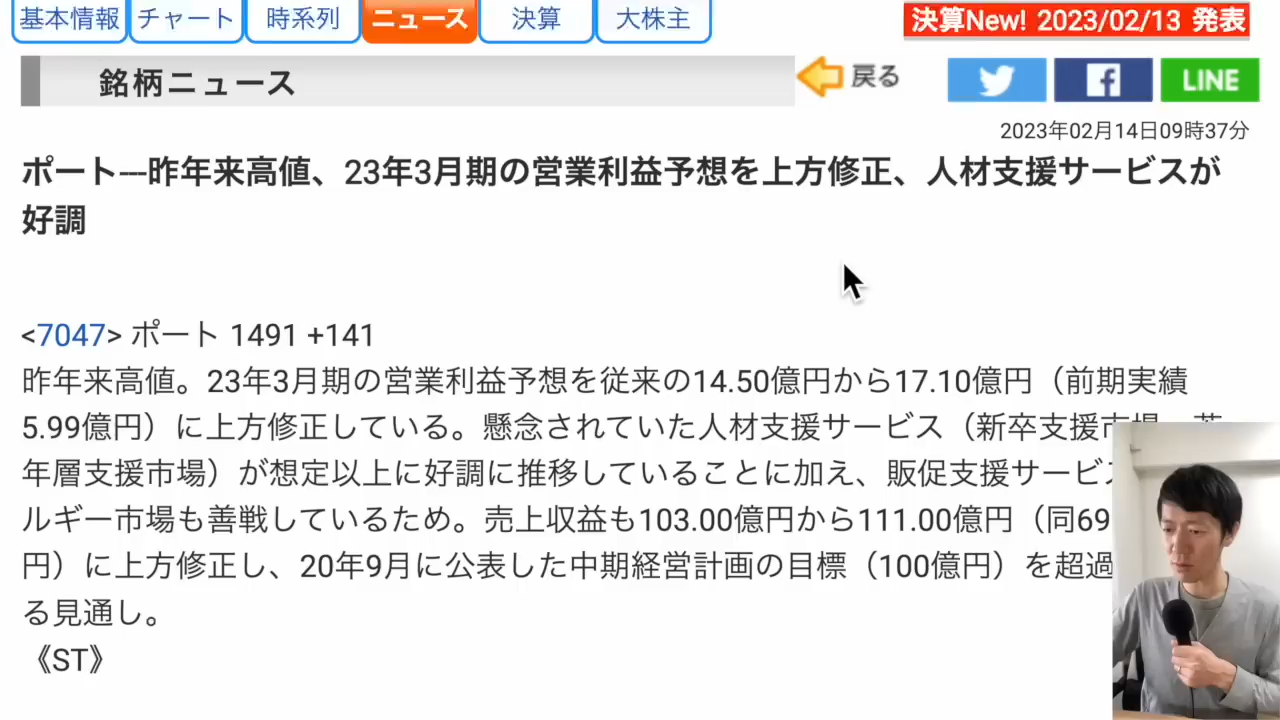 基本情報 チャート 時系列 ニュース 決算 大株主 決算New! 2023/02/13 発表
銘柄ニュース 戻る LINE
2023年02月14日09時37分
ポート---昨年来高値、23年3月期の営業利益予想を上方修正、人材支援サービスが
好調
<7047> ポート 1491 +141
昨年来高値。23年3月期の営業利益予想を従来の14.50億円から17.10億円（前期実績
5.99億円）に上方修正している。懸念されていた人材支援サービス（新卒支援市
年層支援市場）が想定以上に好調に推移していることに加え、販促支援サービ
ルギー市場も善戦しているため。売上収益も103.00億円から111.00億円（同69
円）に上方修正し、20年9月に公表した中期経営計画の目標（100億円）を超過
る見通し。
《ST》